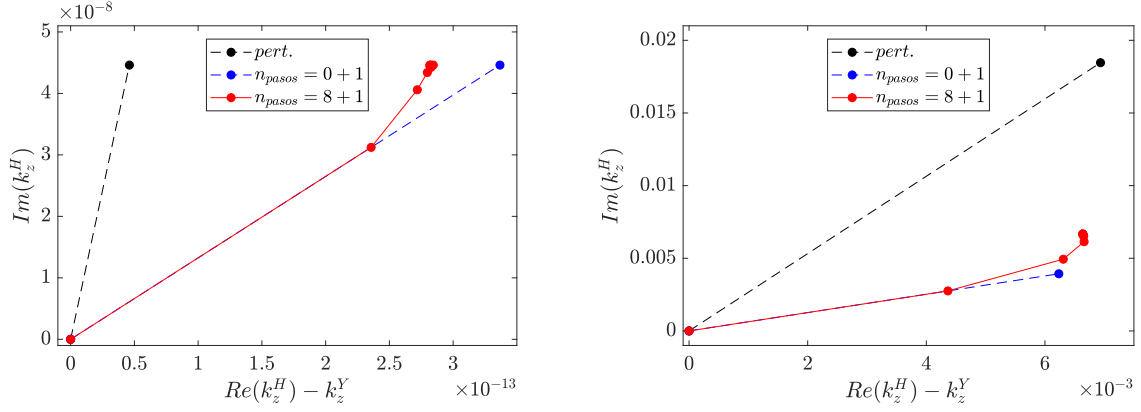 ×10⁻⁸
5
4
3
2
1
0
Im(k_z^H)
pert.
n_pasos = 0 + 1
n_pasos = 8 + 1
0 0.5 1 1.5 2 2.5 3
Re(k_z^H) − k_z^Y ×10⁻¹³
0.02
0.015
0.01
0.005
0
Im(k_z^H)
pert.
n_pasos = 0 + 1
n_pasos = 8 + 1
0 2 4 6
Re(k_z^H) − k_z^Y ×10⁻³